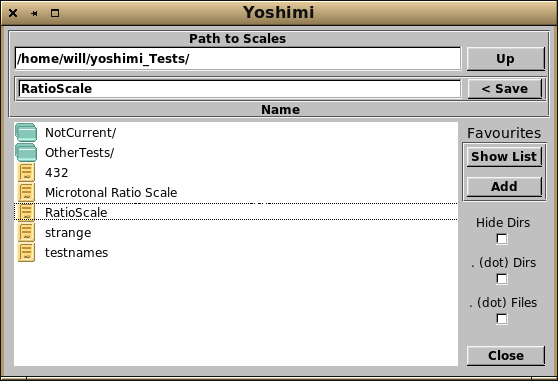 Yoshimi
Path to Scales
/home/will/yoshimi_Tests/
Up
RatioScale
< Save
Name
NotCurrent/
OtherTests/
432
Microtonal Ratio Scale
RatioScale
strange
testnames
Favourites
Show List
Add
Hide Dirs
. (dot) Dirs
. (dot) Files
Close